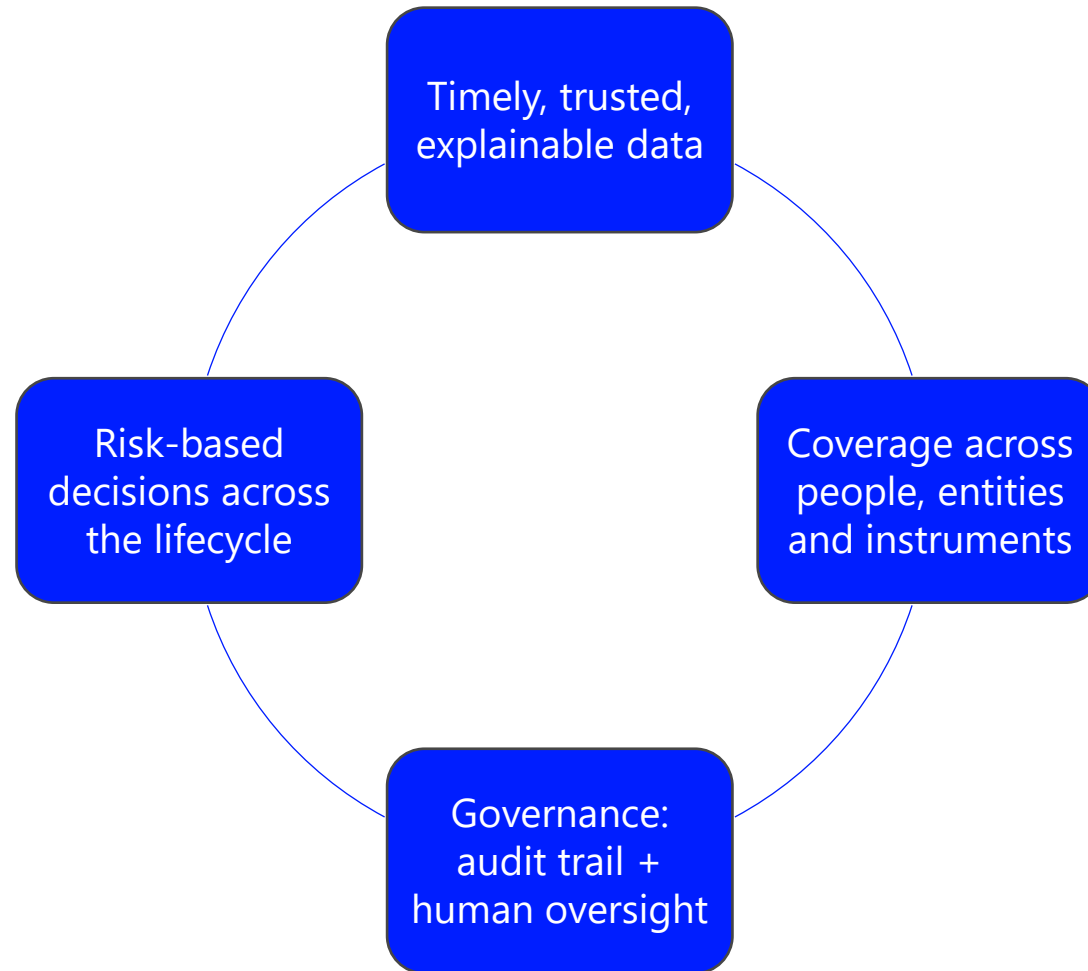 Timely, trusted,
explainable data
Risk-based
decisions across
the lifecycle
Coverage across
people, entities
and instruments
Governance:
audit trail +
human oversight